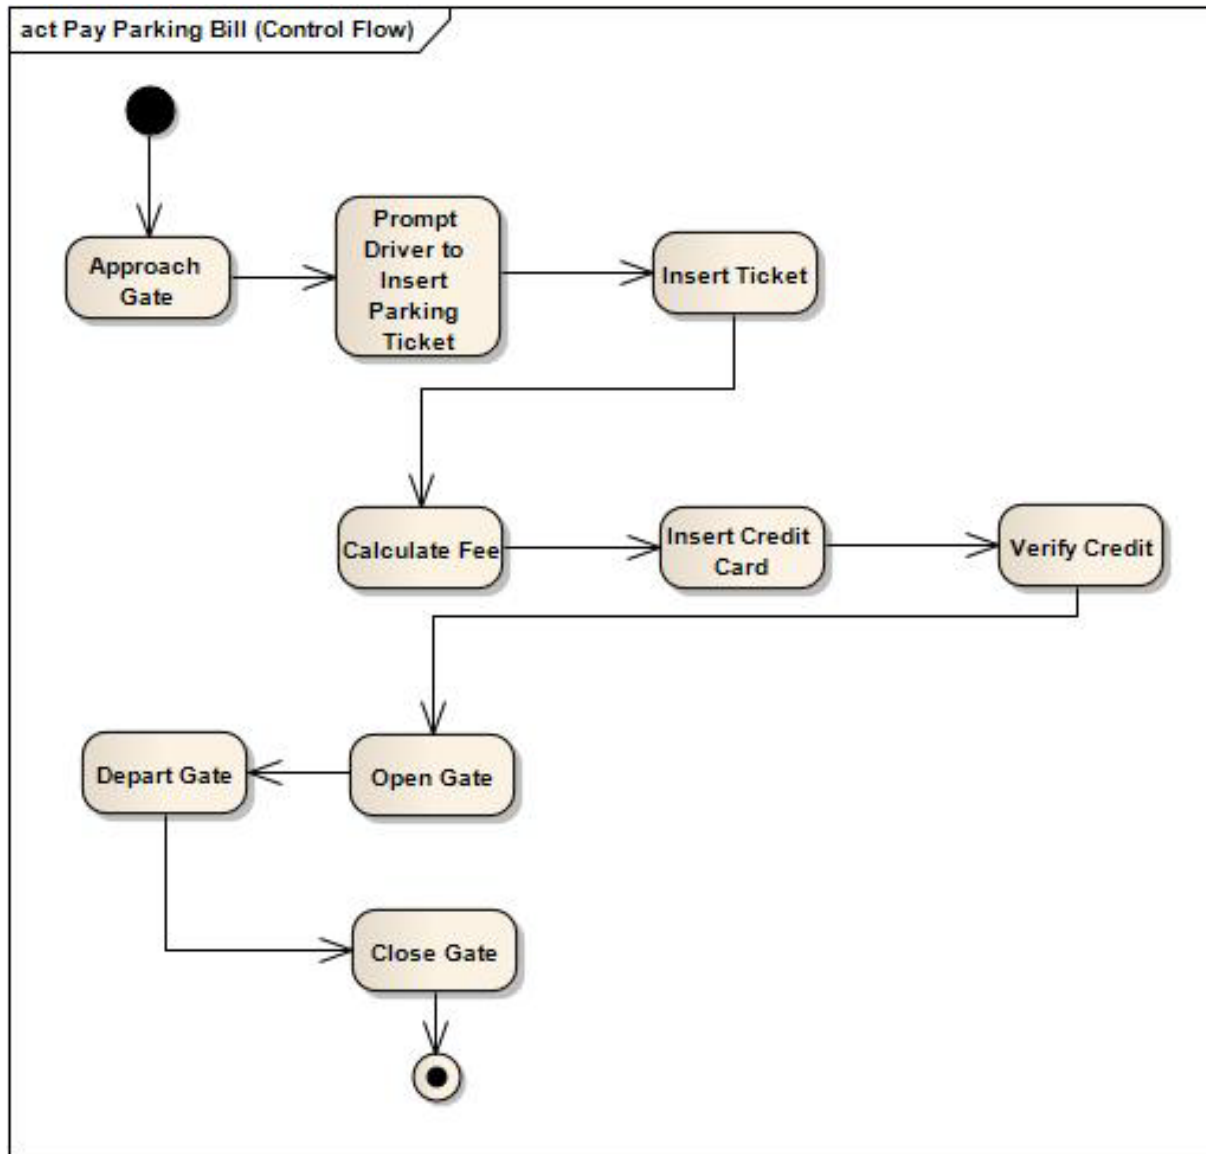 act Pay Parking Bill (Control Flow)
Approach
Gate
Prompt
Driver to
Insert
Parking
Ticket
Insert Ticket
Calculate Fee
Insert Credit
Card
Verify Credit
Depart Gate
Open Gate
Close Gate